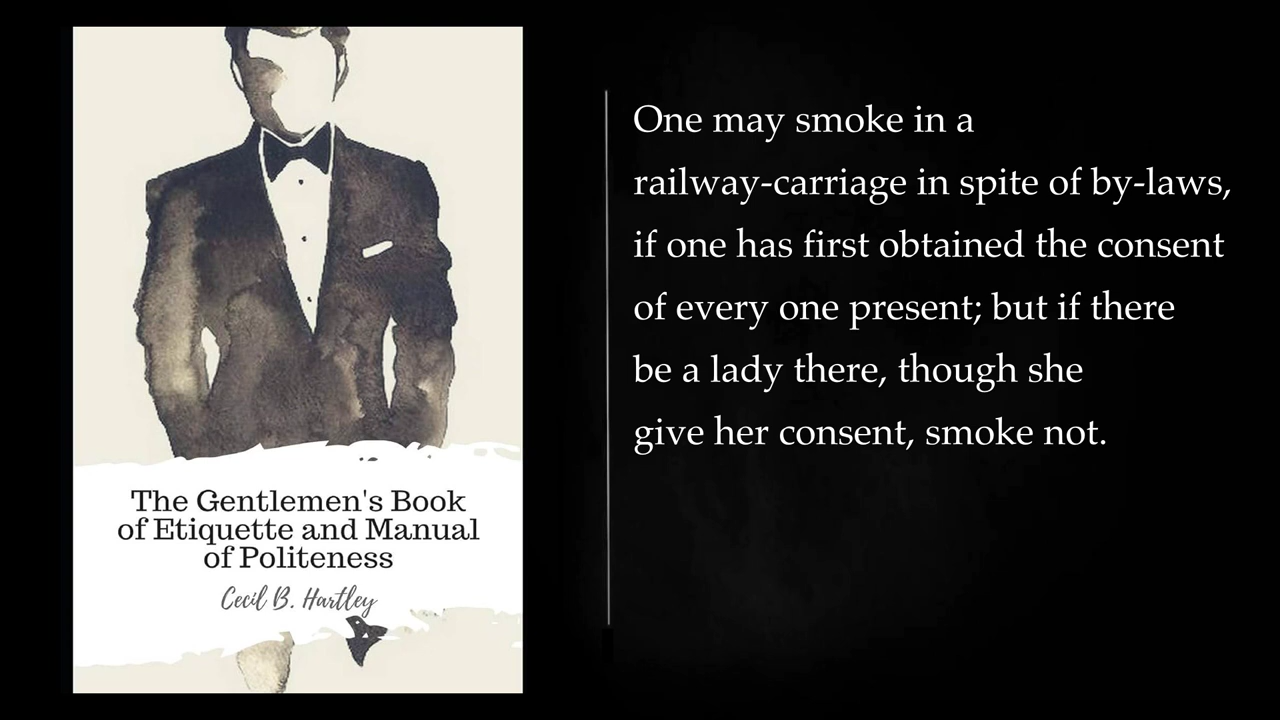 The Gentlemen's Book
of Etiquette and Manual
of Politeness
Cecil B. Hartley
One may smoke in a
railway-carriage in spite of by-laws,
if one has first obtained the consent
of every one present; but if there
be a lady there, though she
give her consent, smoke not.